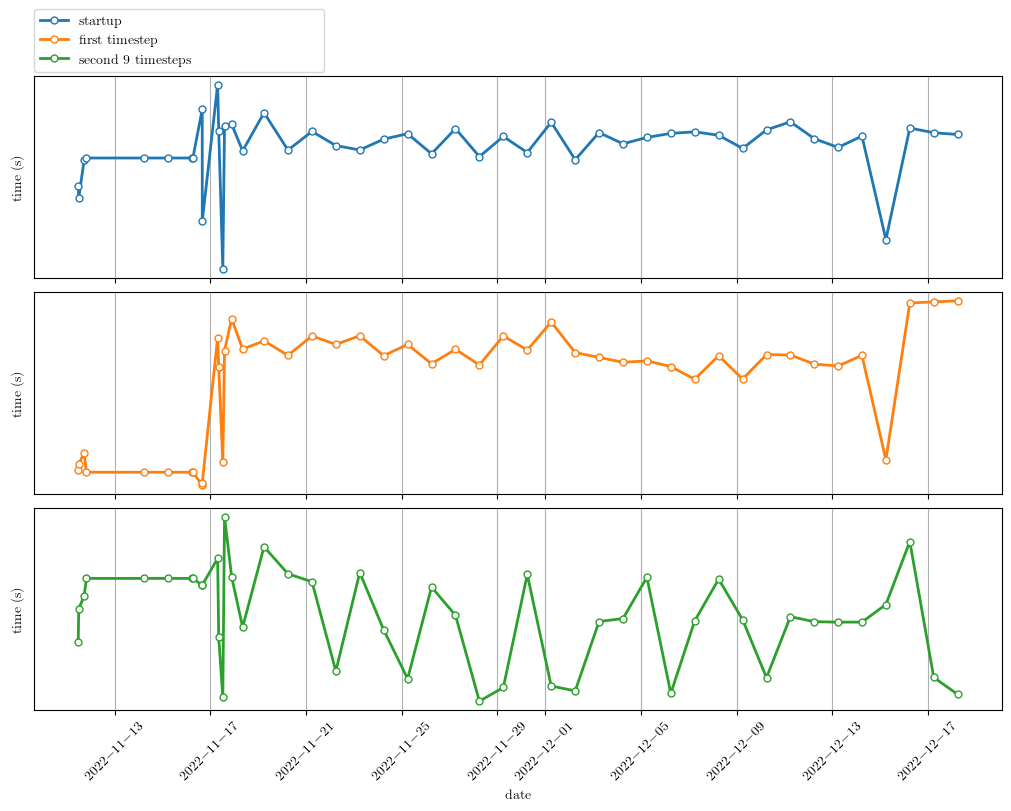 startup
first timestep
second 9 timesteps
time (s)
time (s)
time (s)
2022−11−13
2022−11−17
2022−11−21
2022−11−25
2022−11−29
2022−12−01
2022−12−05
2022−12−09
2022−12−13
2022−12−17
date